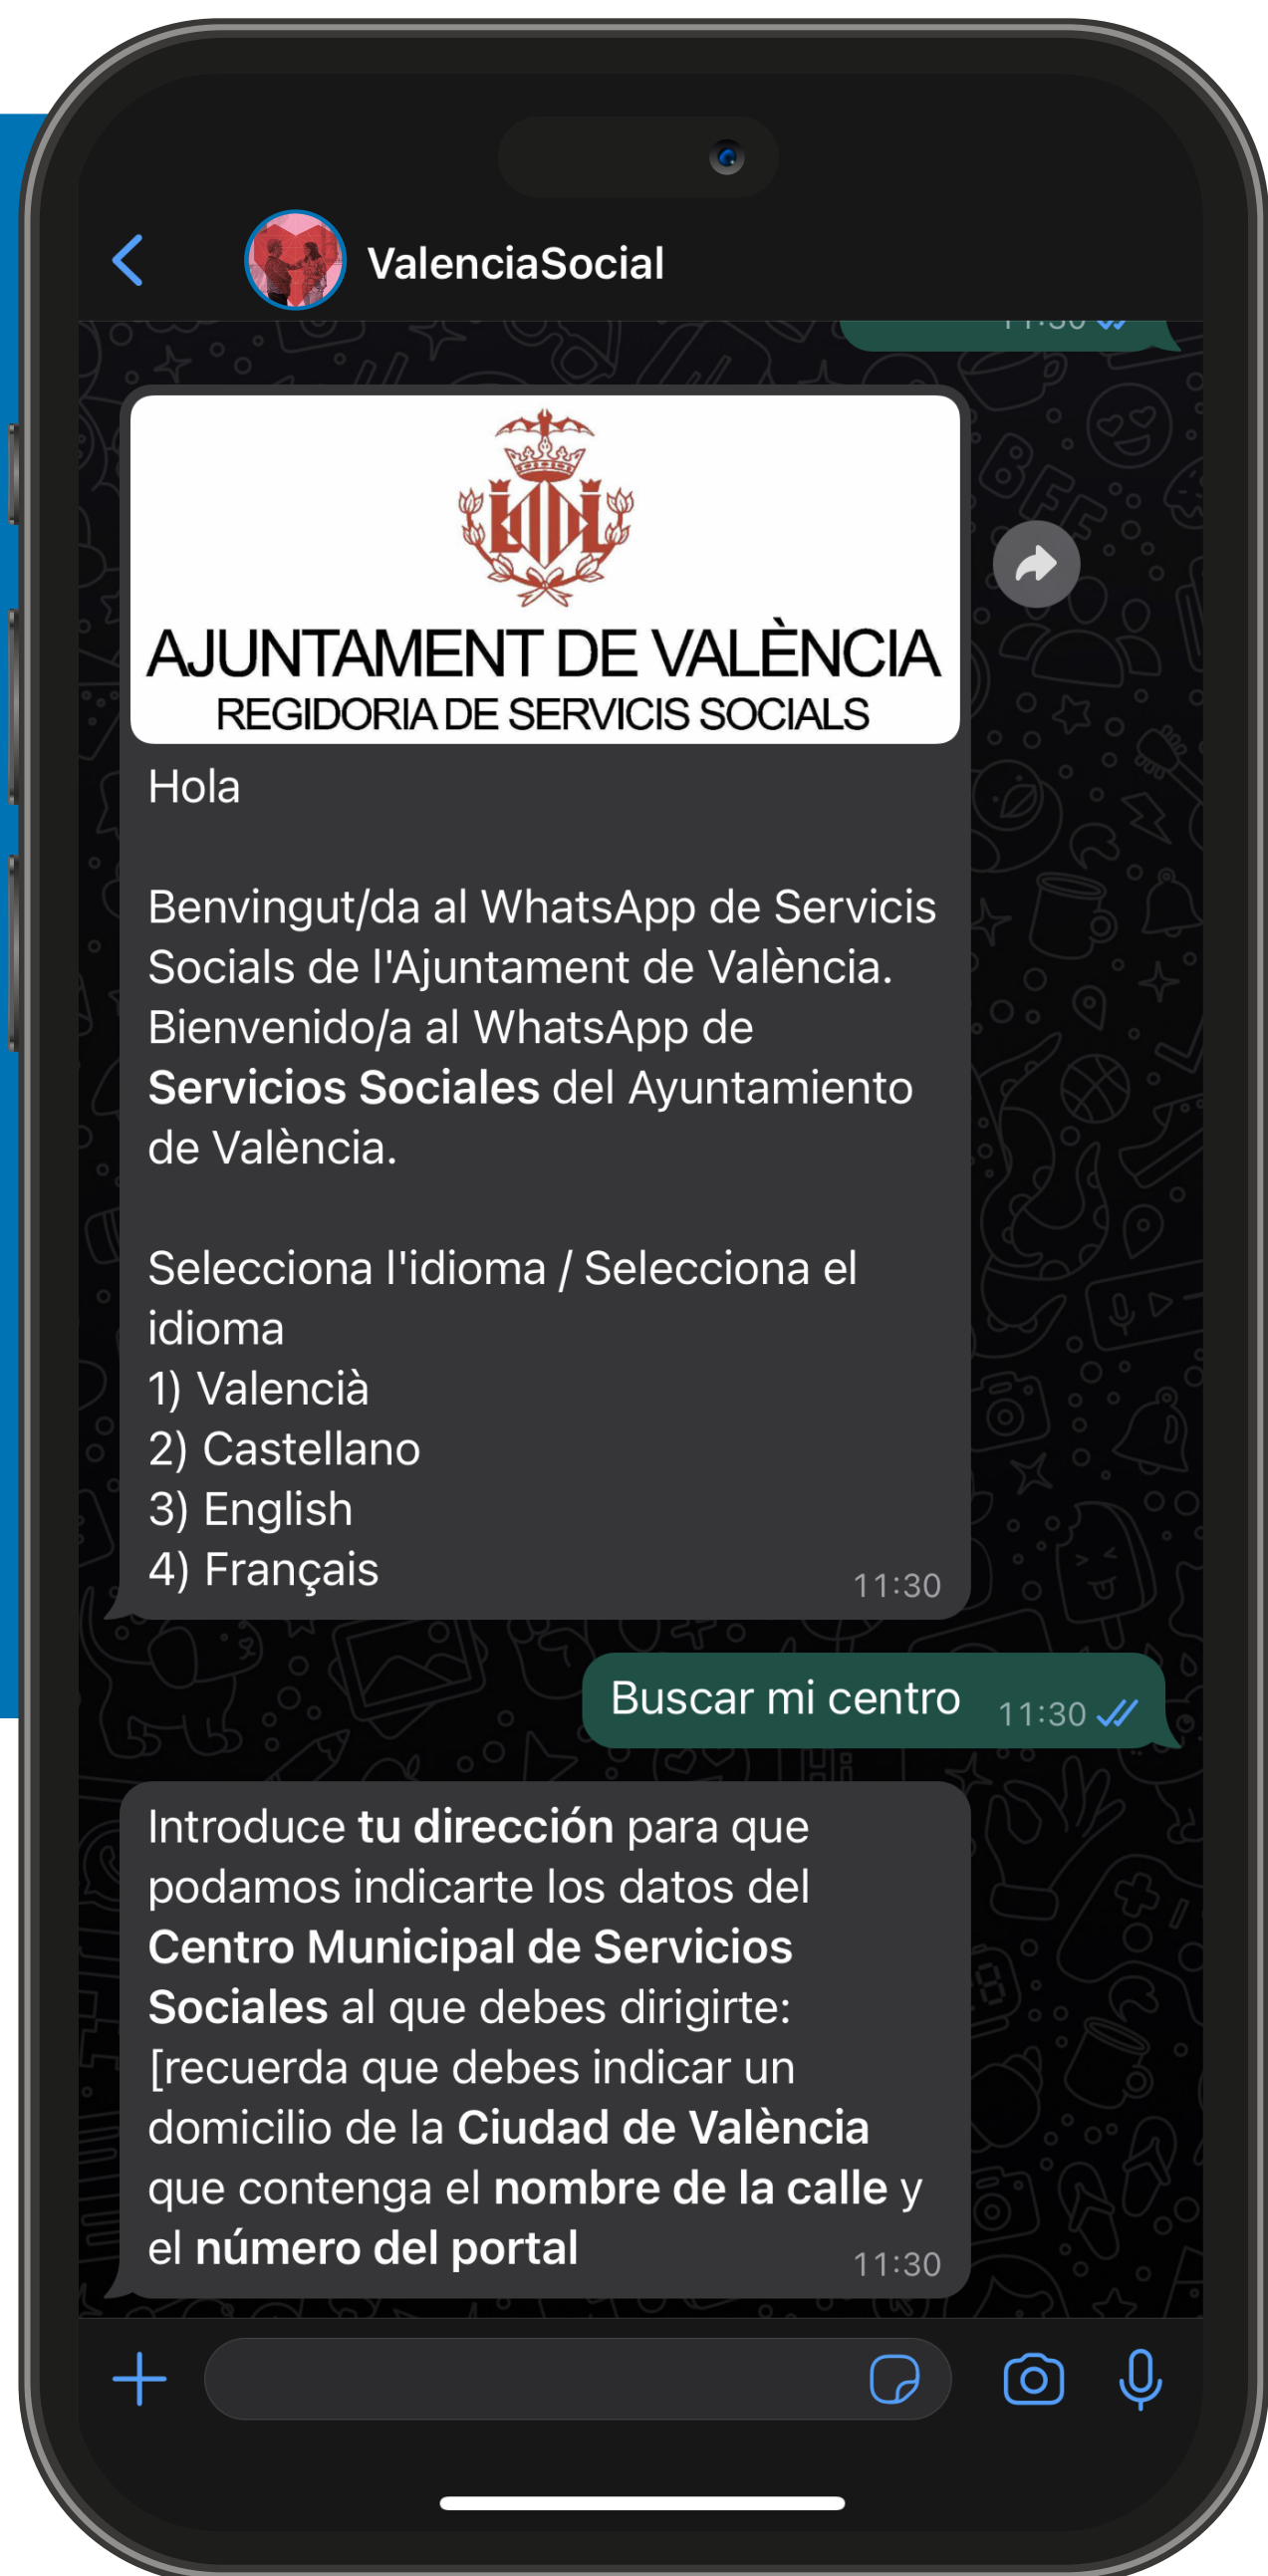 ValenciaSocial
11:30
AJUNTAMENT DE VALÈNCIA
REGIDORIA DE SERVICIS SOCIALS
Hola
Benvingut/da al WhatsApp de Servicis
Socials de l'Ajuntament de València.
Bienvenido/a al WhatsApp de
Servicios Sociales del Ayuntamiento
de València.
Selecciona l'idioma / Selecciona el
idioma
1) Valencià
2) Castellano
3) English
4) Français
11:30
Buscar mi centro 11:30
Introduce tu dirección para que
podamos indicarte los datos del
Centro Municipal de Servicios
Sociales al que debes dirigirte:
[recuerda que debes indicar un
domicilio de la Ciudad de València
que contenga el nombre de la calle y
el número del portal
11:30